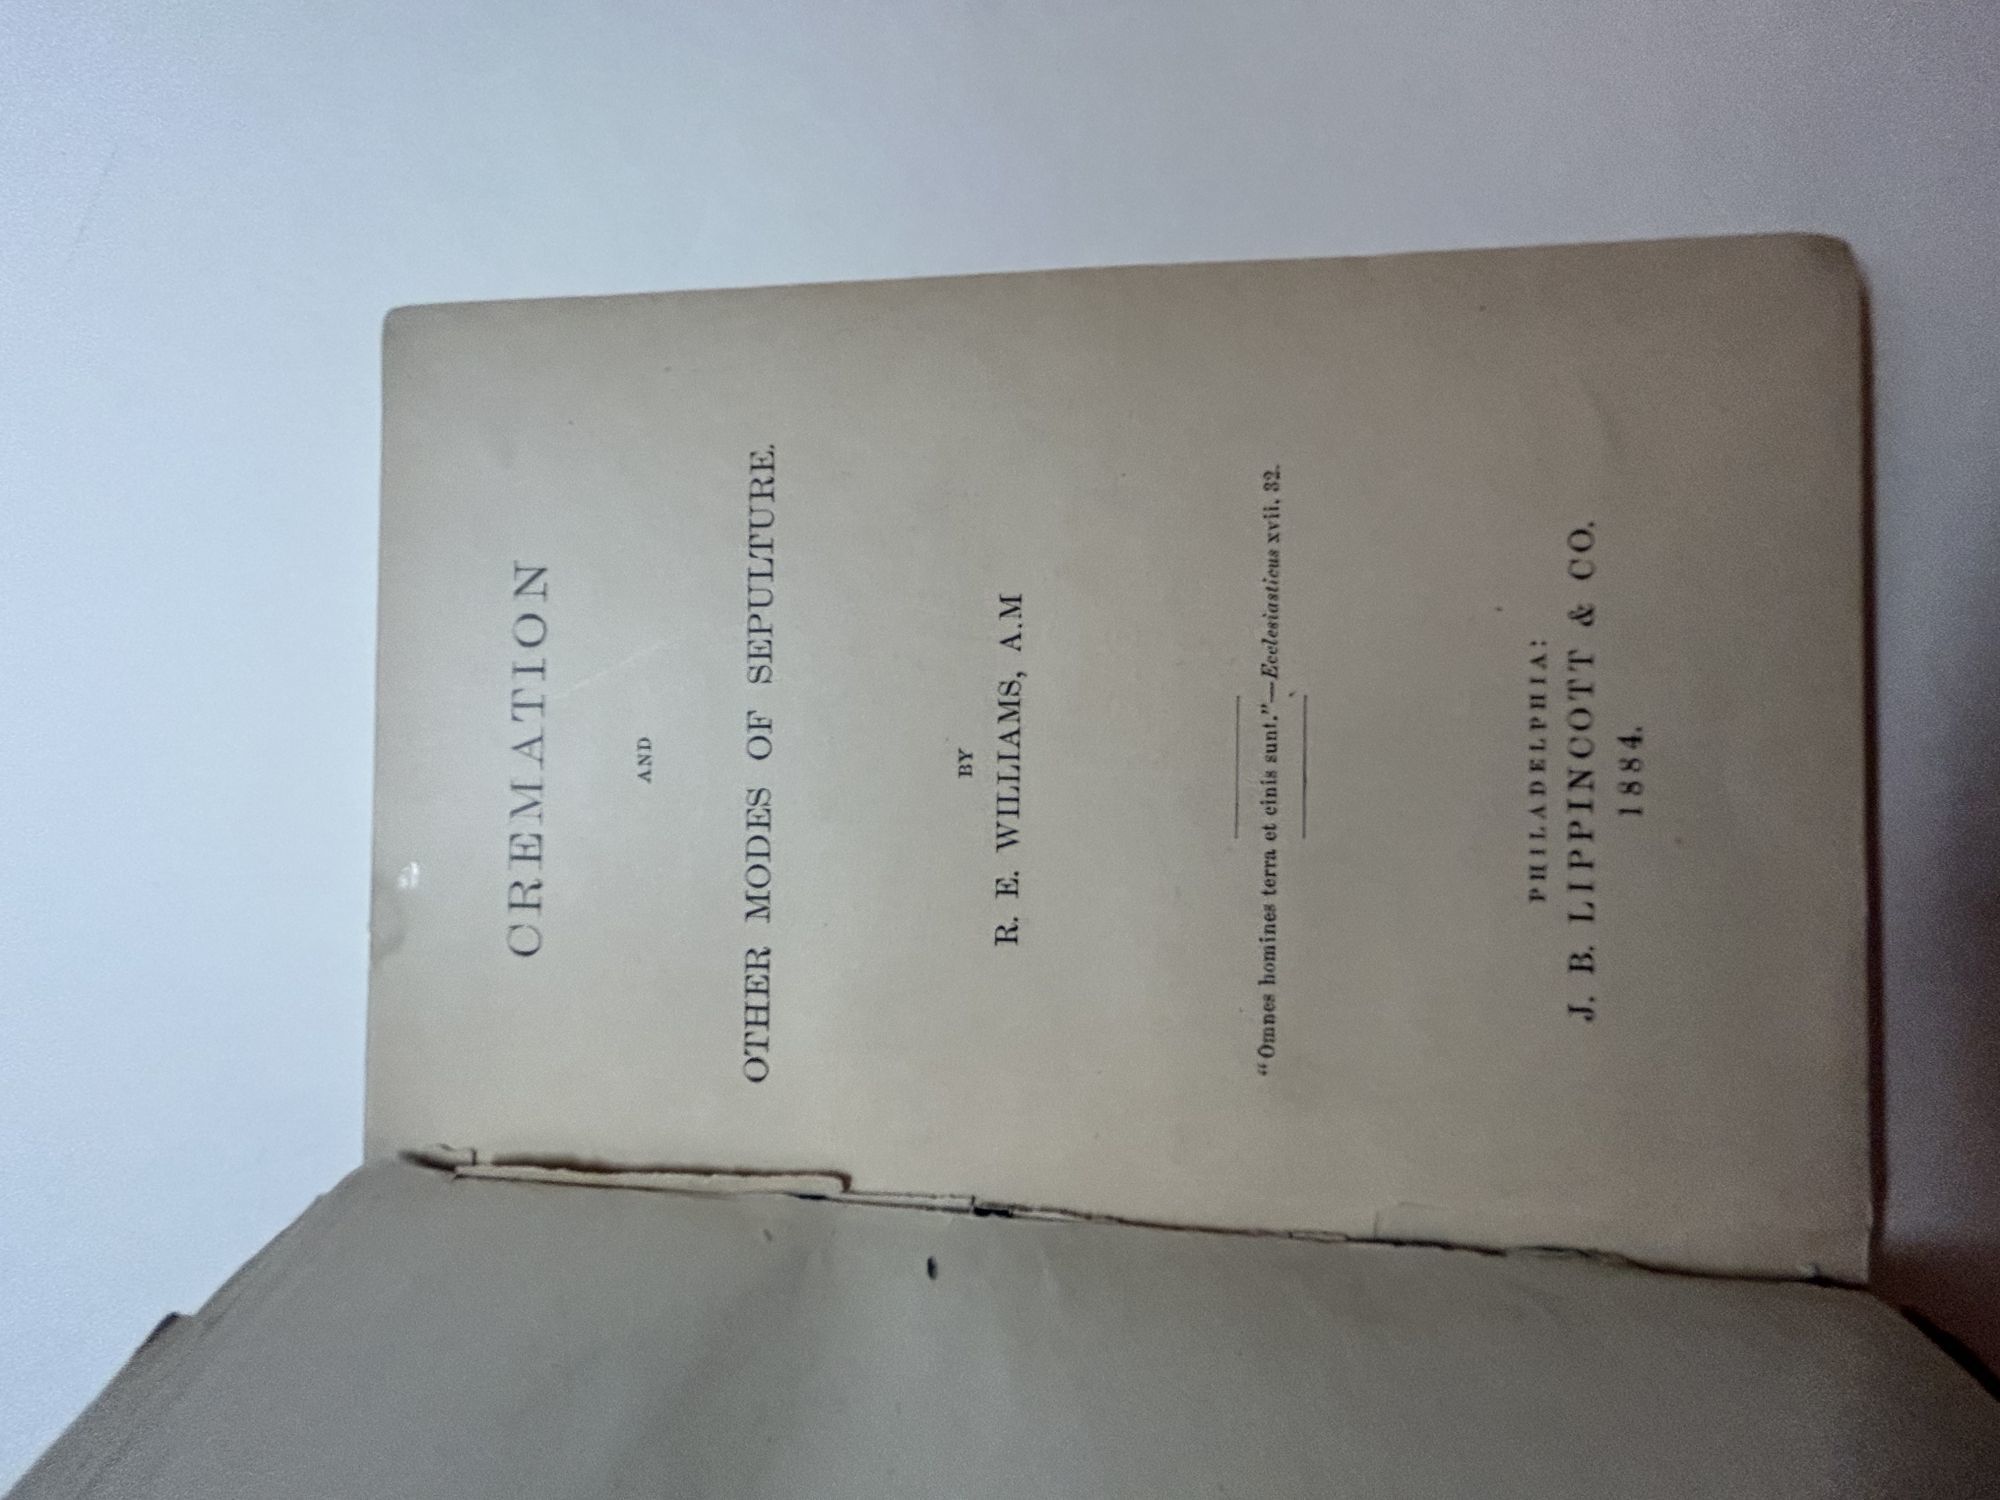 CREMATION
AND
OTHER MODES OF SEPULTURE.
BY
R. E. WILLIAMS, A.M
"Omnes homines terra et cinis sunt."—Ecclesiasticus xvii. 32.
PHILADELPHIA:
J. B. LIPPINCOTT & CO.
1884.